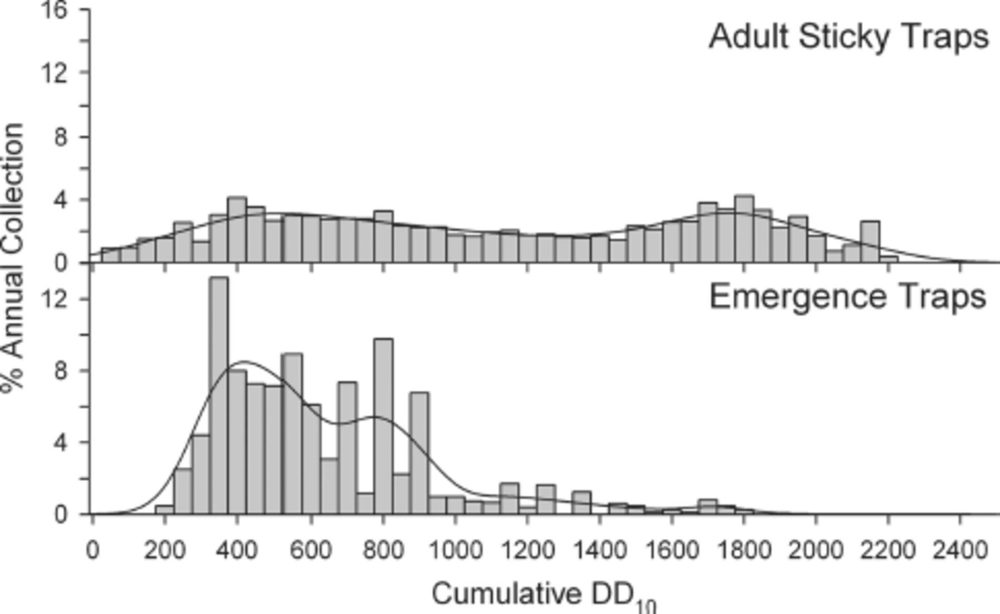 % Annual Collection
Adult Sticky Traps
16
12
8
4
0
Emergence Traps
12
8
4
0
0 200 400 600 800 1000 1200 1400 1600 1800 2000 2200 2400
Cumulative DD10